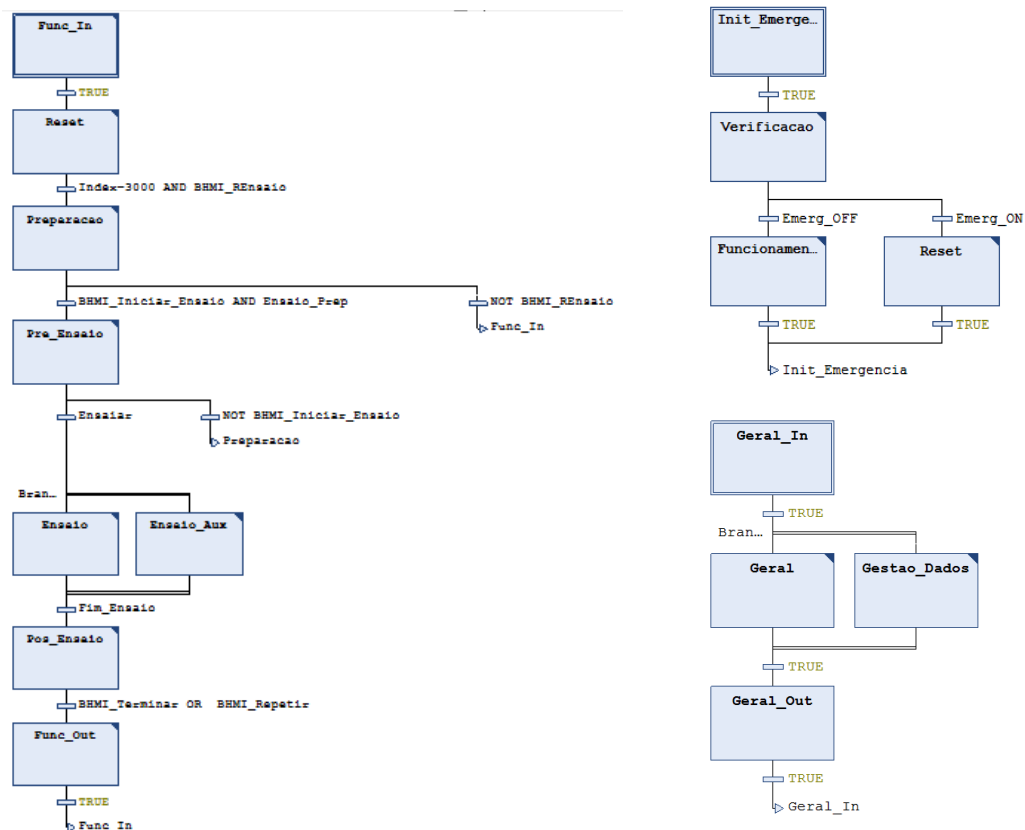 Func_In
TRUE
Reset
Index-3000 AND BHMI_REnsaio
Preparacao
BHMI_Iniciar_Ensaio AND Ensaio_Prep
NOT BHMI_REnsaio
Func_In
Pre_Ensaio
Ensaiar
NOT BHMI_Iniciar_Ensaio
Preparacao
Bran…
Ensaio
Ensaio_Aux
Fim_Ensaio
Pos_Ensaio
BHMI_Terminar OR BHMI_Repetir
Func_Out
TRUE
Func_In
Init_Emerge…
TRUE
Verificacao
Emerg_OFF
Emerg_ON
Funcionamen…
Reset
TRUE
TRUE
Init_Emergencia
Geral_In
TRUE
Bran…
Geral
Gestao_Dados
TRUE
Geral_Out
TRUE
Geral_In